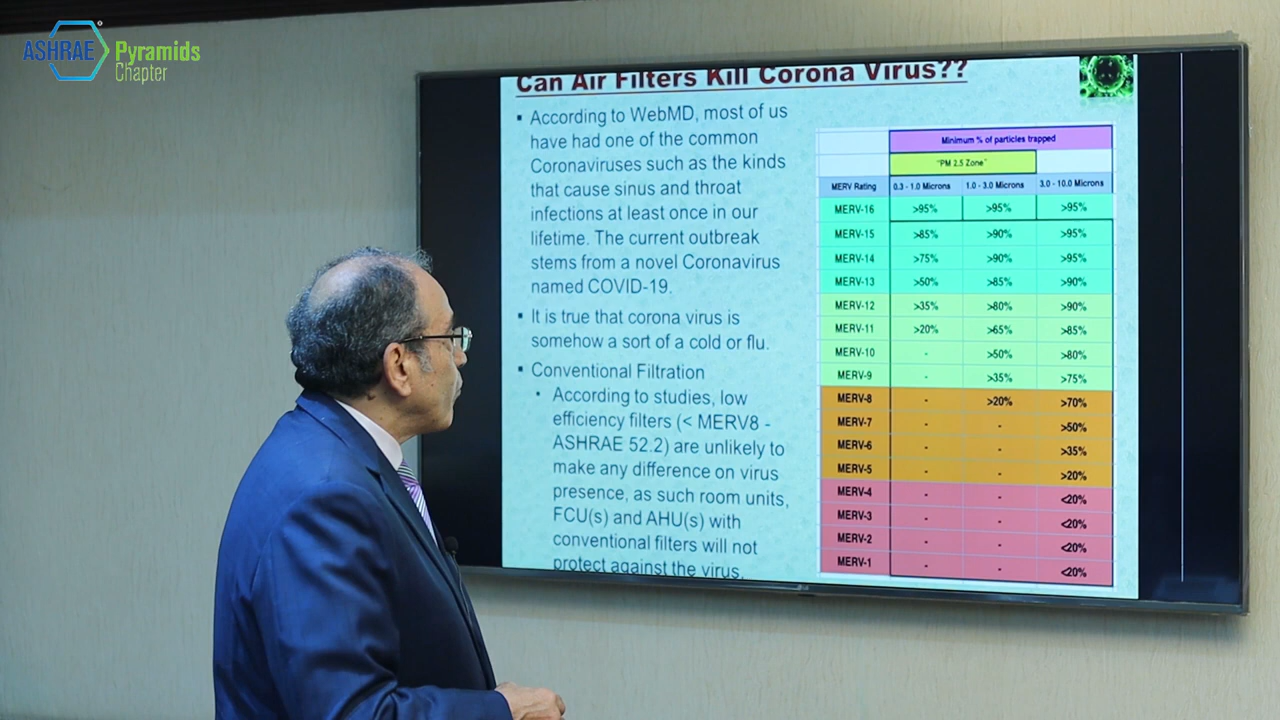 ASHRAE Pyramids
Chapter
Can Air Filters Kill Corona Virus??
▪ According to WebMD, most of us
have had one of the common
Coronaviruses such as the kinds
that cause sinus and throat
infections at least once in our
lifetime. The current outbreak
stems from a novel Coronavirus
named COVID-19.
▪ It is true that corona virus is
somehow a sort of a cold or flu.
▪ Conventional Filtration
• According to studies, low
efficiency filters (< MERV8 -
ASHRAE 52.2) are unlikely to
make any difference on virus
presence, as such room units,
FCU(s) and AHU(s) with
conventional filters will not
protect against the virus.
Minimum % of particles trapped
"PM 2.5 Zone"
MERV Rating 0.3 - 1.0 Microns 1.0 - 3.0 Microns 3.0 - 10.0 Microns
MERV-16 >95% >95% >95%
MERV-15 >85% >90% >95%
MERV-14 >75% >90% >95%
MERV-13 >50% >85% >90%
MERV-12 >35% >80% >90%
MERV-11 >20% >65% >85%
MERV-10 - >50% >80%
MERV-9 - >35% >75%
MERV-8 - >20% >70%
MERV-7 - - >50%
MERV-6 - - >35%
MERV-5 - - >20%
MERV-4 - - <20%
MERV-3 - - <20%
MERV-2 - - <20%
MERV-1 - - <20%